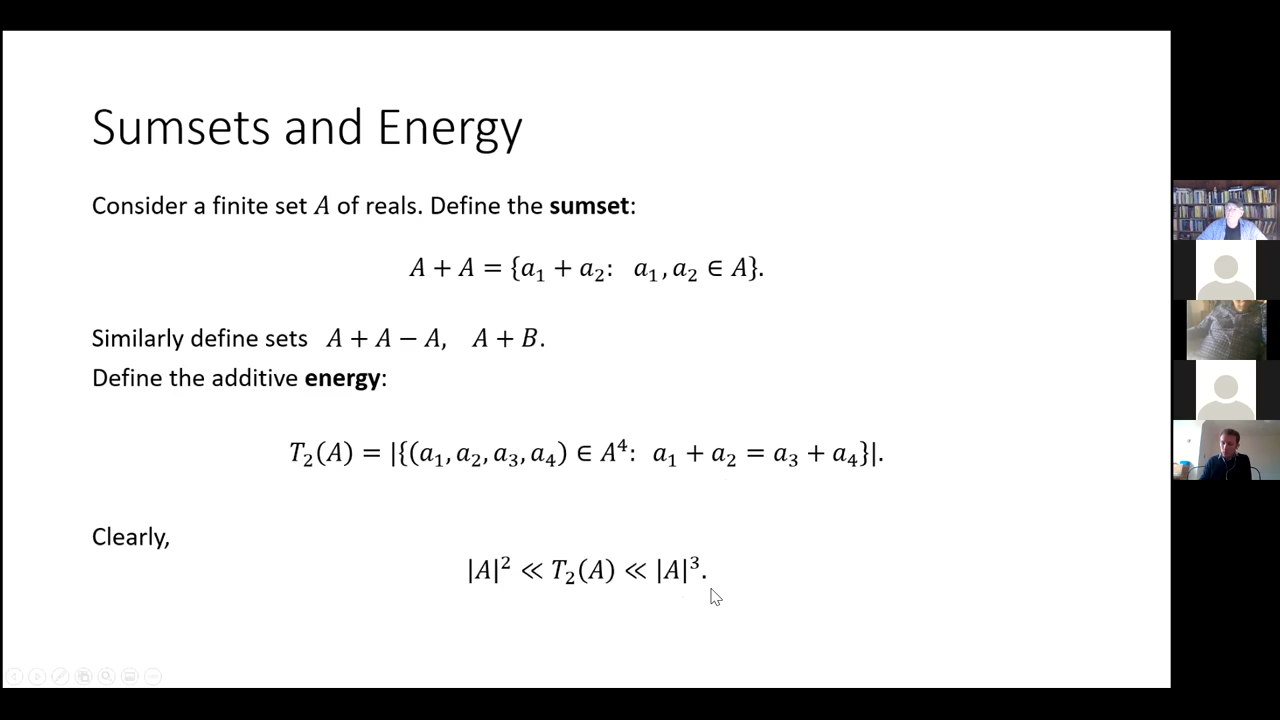 Sumsets and Energy
Consider a finite set 𝐴 of reals. Define the sumset:
𝐴 + 𝐴 = {𝑎₁ + 𝑎₂: 𝑎₁, 𝑎₂ ∈ 𝐴}.
Similarly define sets 𝐴 + 𝐴 − 𝐴, 𝐴 + 𝐵.
Define the additive energy:
𝑇₂(𝐴) = |{(𝑎₁, 𝑎₂, 𝑎₃, 𝑎₄) ∈ 𝐴⁴: 𝑎₁ + 𝑎₂ = 𝑎₃ + 𝑎₄}|.
Clearly,
|𝐴|² ≪ 𝑇₂(𝐴) ≪ |𝐴|³.